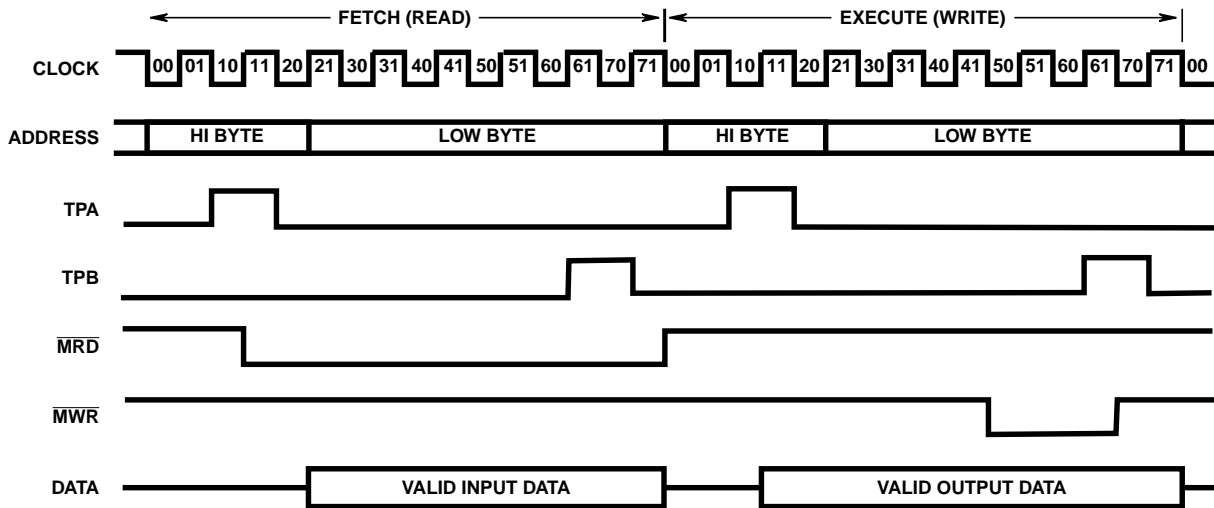 FETCH (READ) EXECUTE (WRITE)
CLOCK 00 01 10 11 20 21 30 31 40 41 50 51 60 61 70 71 00 01 10 11 20 21 30 31 40 41 50 51 60 61 70 71 00
ADDRESS HI BYTE LOW BYTE HI BYTE LOW BYTE
TPA
TPB
MRD
MWR
DATA VALID INPUT DATA VALID OUTPUT DATA